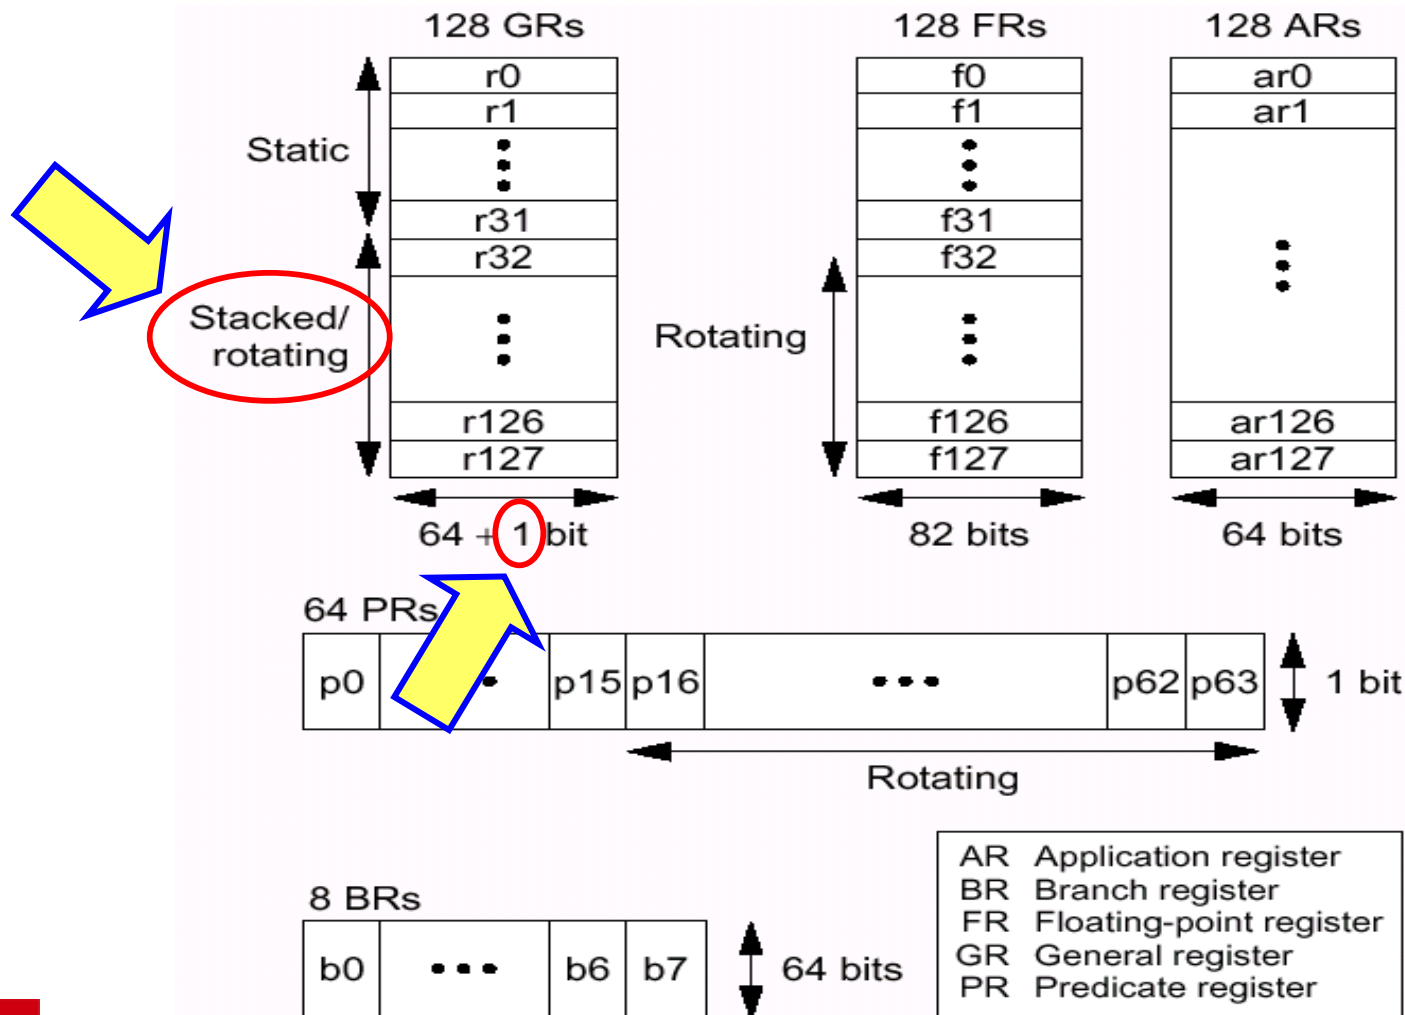 128 GRs
128 FRs
128 ARs
r0
f0
ar0
r1
f1
ar1
Static
r31
f31
r32
f32
Stacked/
rotating
Rotating
r126
f126
ar126
r127
f127
ar127
64 + 1 bit
82 bits
64 bits
64 PRs
p0
p15
p16
p62
p63
1 bit
Rotating
8 BRs
b0
b6
b7
64 bits
AR Application register
BR Branch register
FR Floating-point register
GR General register
PR Predicate register